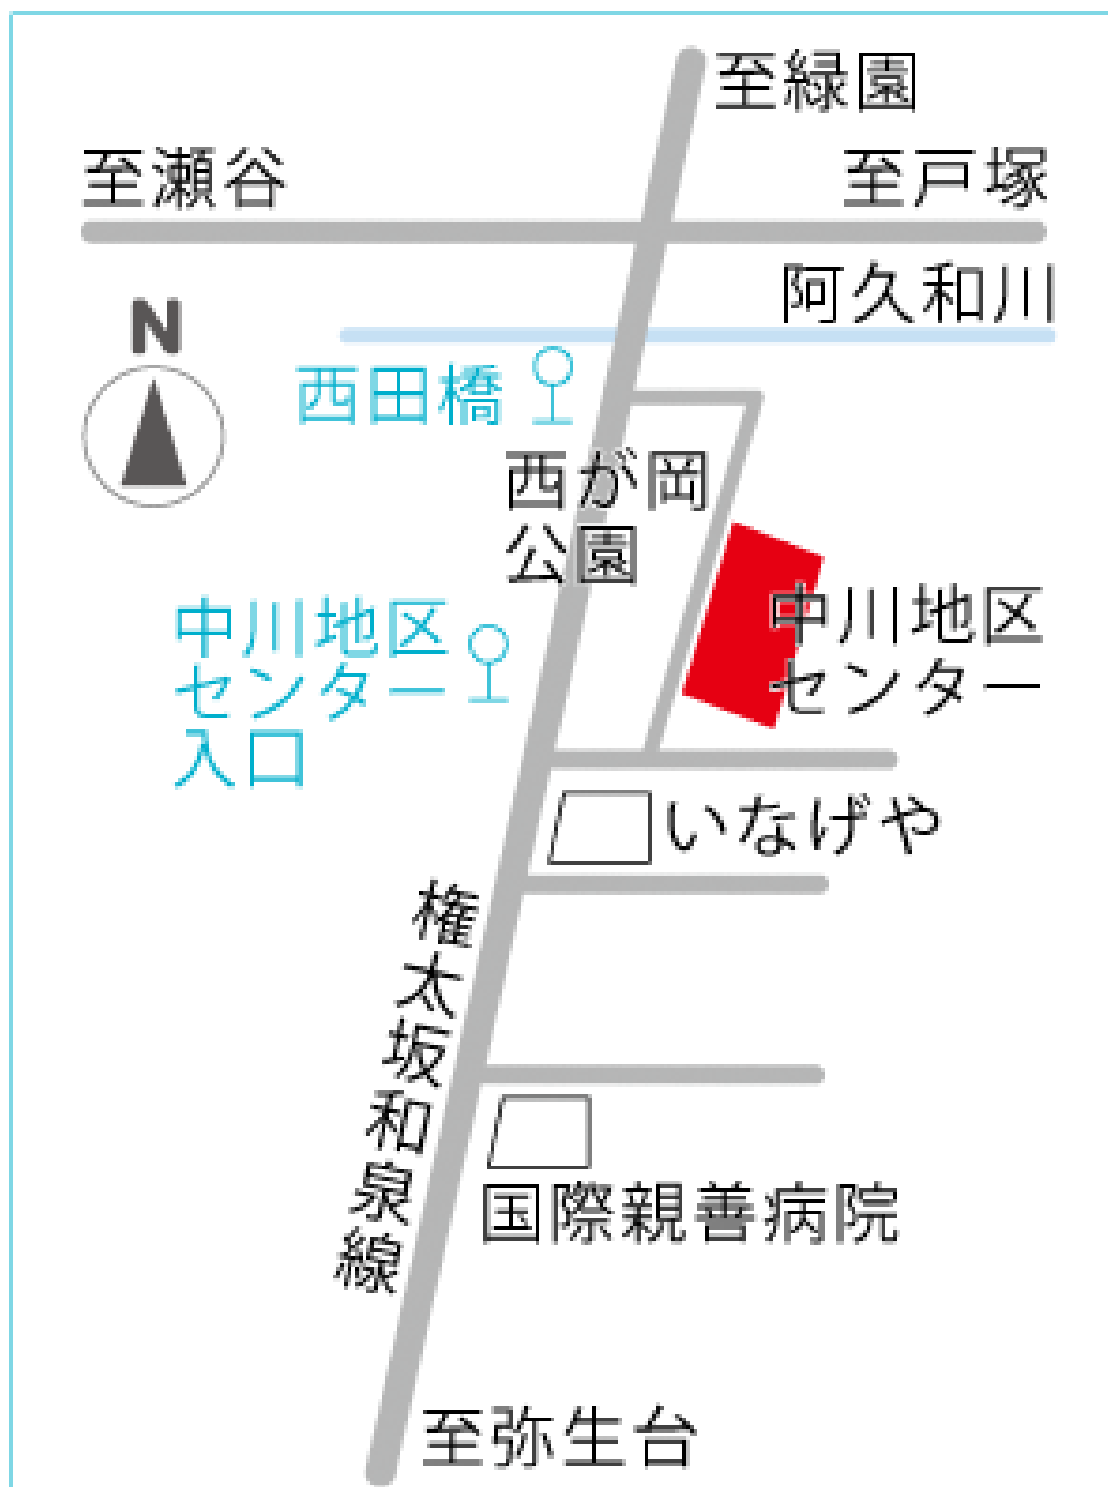 至緑園
至瀬谷
至戸塚
阿久和川
N
西田橋
西が岡
公園
中川地区
センター
入口
中川地区
センター
いなげや
権太坂和泉線
国際親善病院
至弥生台